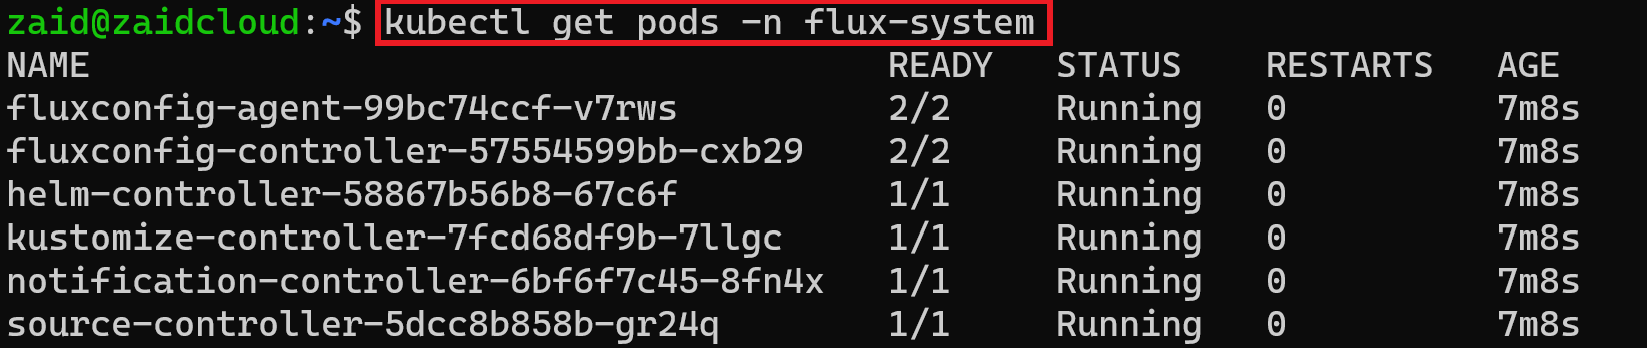 zaid@zaidcloud:~$ kubectl get pods -n flux-system
NAME READY STATUS RESTARTS AGE
fluxconfig-agent-99bc74ccf-v7rws 2/2 Running 0 7m8s
fluxconfig-controller-57554599bb-cxb29 2/2 Running 0 7m8s
helm-controller-58867b56b8-67c6f 1/1 Running 0 7m8s
kustomize-controller-7fcd68df9b-7llgc 1/1 Running 0 7m8s
notification-controller-6bf6f7c45-8fn4x 1/1 Running 0 7m8s
source-controller-5dcc8b858b-gr24q 1/1 Running 0 7m8s